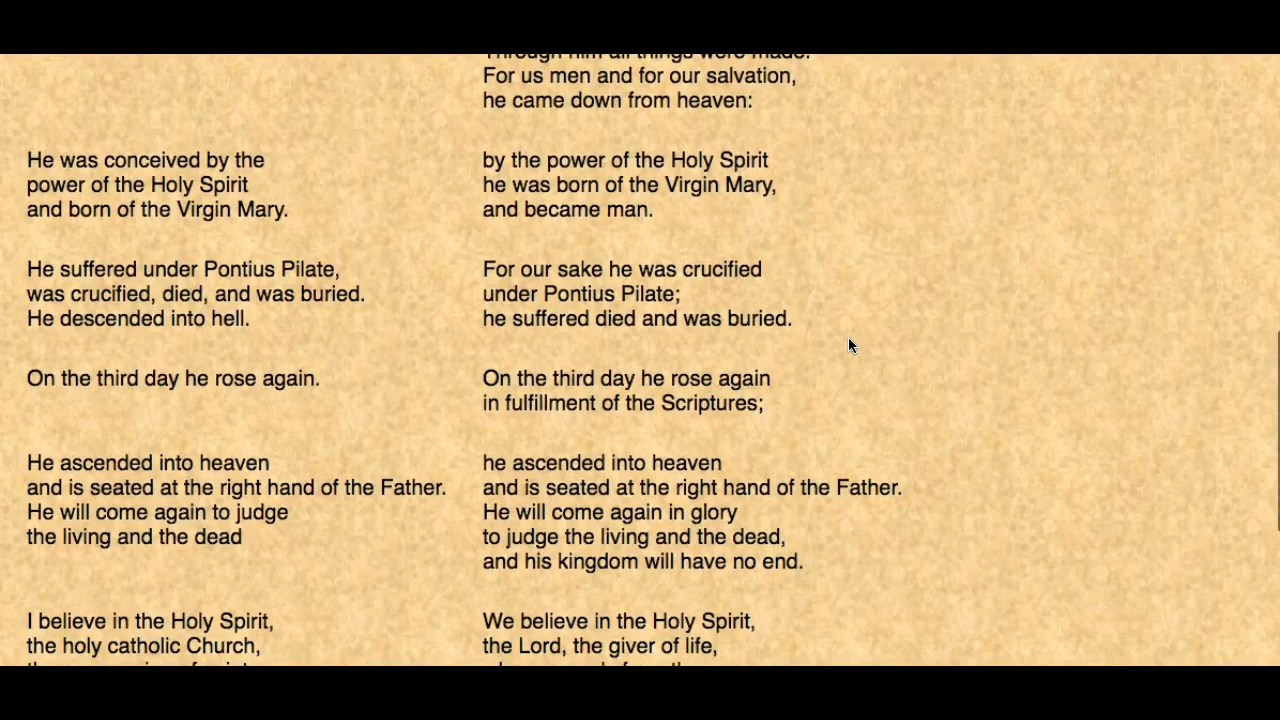 Through him all things were made.
For us men and for our salvation,
he came down from heaven:
He was conceived by the
power of the Holy Spirit
and born of the Virgin Mary.
by the power of the Holy Spirit
he was born of the Virgin Mary,
and became man.
He suffered under Pontius Pilate,
was crucified, died, and was buried.
He descended into hell.
For our sake he was crucified
under Pontius Pilate;
he suffered died and was buried.
On the third day he rose again.
On the third day he rose again
in fulfillment of the Scriptures;
He ascended into heaven
and is seated at the right hand of the Father.
He will come again to judge
the living and the dead
he ascended into heaven
and is seated at the right hand of the Father.
He will come again in glory
to judge the living and the dead,
and his kingdom will have no end.
I believe in the Holy Spirit,
the holy catholic Church,
We believe in the Holy Spirit,
the Lord, the giver of life,